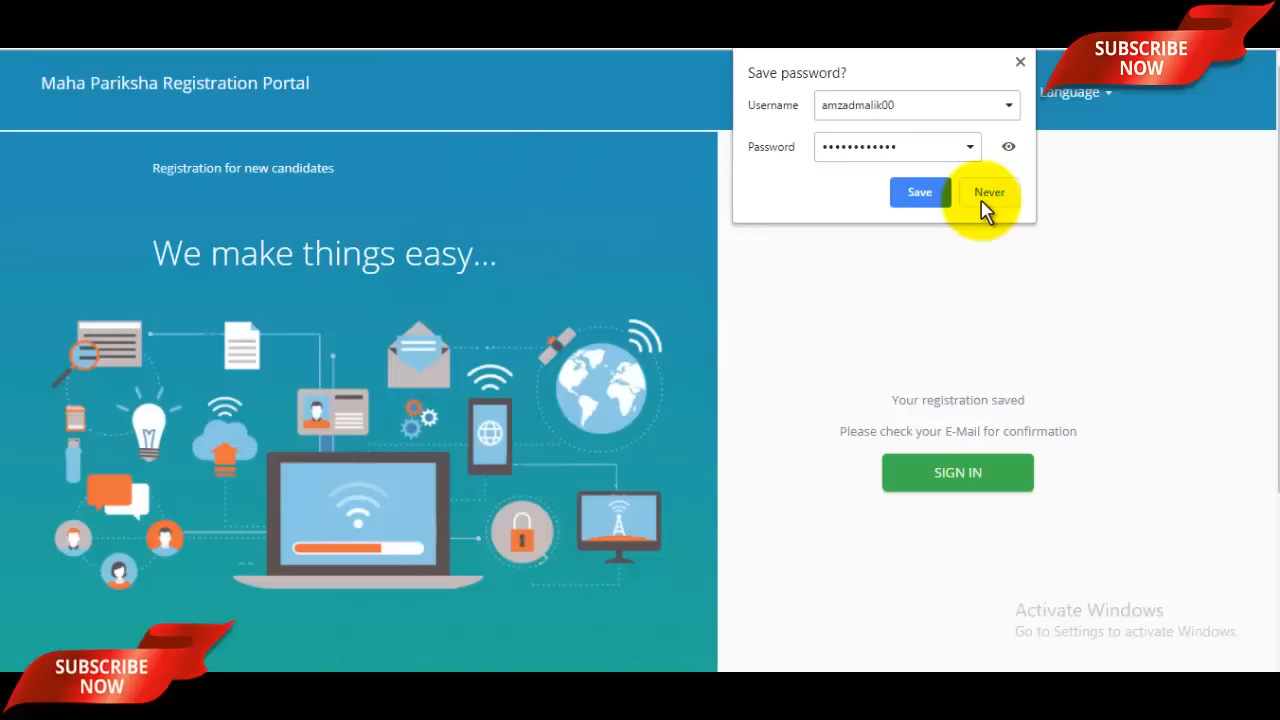 SUBSCRIBE
NOW
Maha Pariksha Registration Portal
Language
Save password?
Username
amzadmalik00
Password
••••••••••••
Save
Never
Registration for new candidates
We make things easy...
Your registration saved
Please check your E-Mail for confirmation
SIGN IN
Activate Windows
Go to Settings to activate Windows.
SUBSCRIBE
NOW